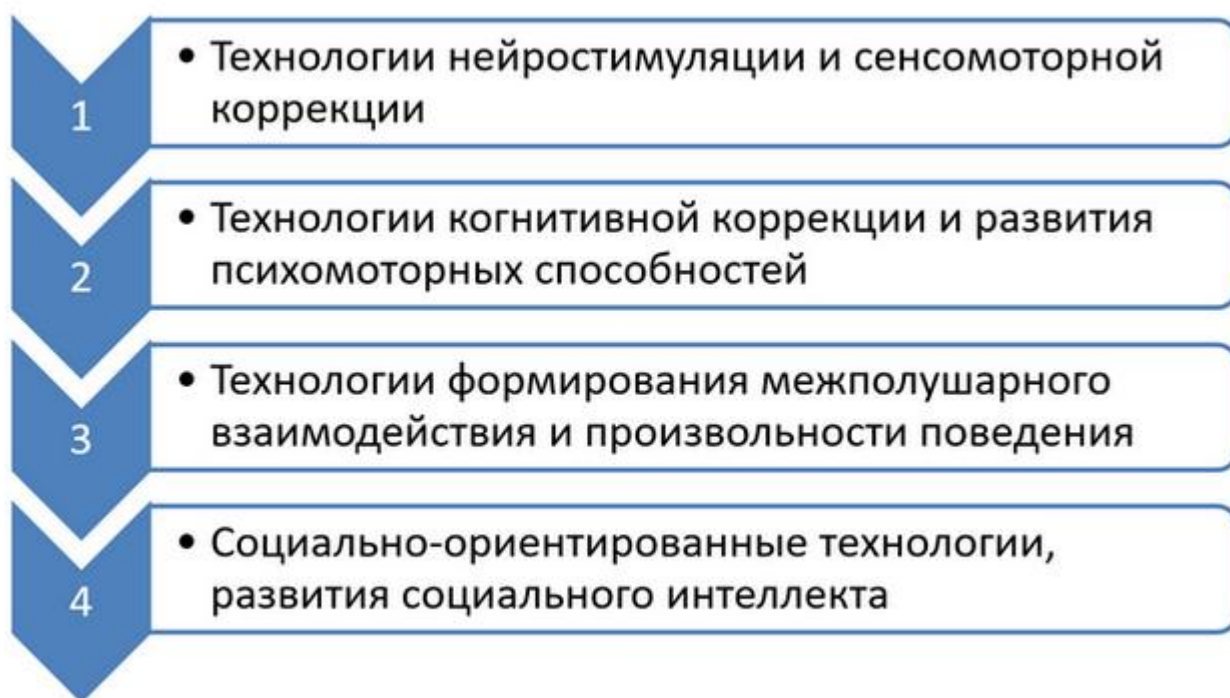 1
• Технологии нейростимуляции и сенсомоторной
коррекции
2
• Технологии когнитивной коррекции и развития
психомоторных способностей
3
• Технологии формирования межполушарного
взаимодействия и произвольности поведения
4
• Социально-ориентированные технологии,
развития социального интеллекта